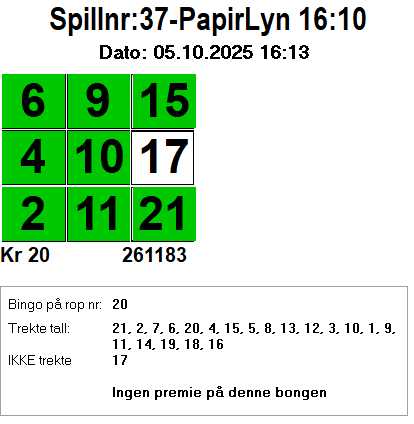 Spillnr:37-PapirLyn 16:10
Dato: 05.10.2025 16:13
6 9 15
4 10 17
2 11 21
Kr 20 261183
Bingo på rop nr: 20
Trekte tall: 21, 2, 7, 6, 20, 4, 15, 5, 8, 13, 12, 3, 10, 1, 9,
11, 14, 19, 18, 16
IKKE trekte 17
Ingen premie på denne bongen